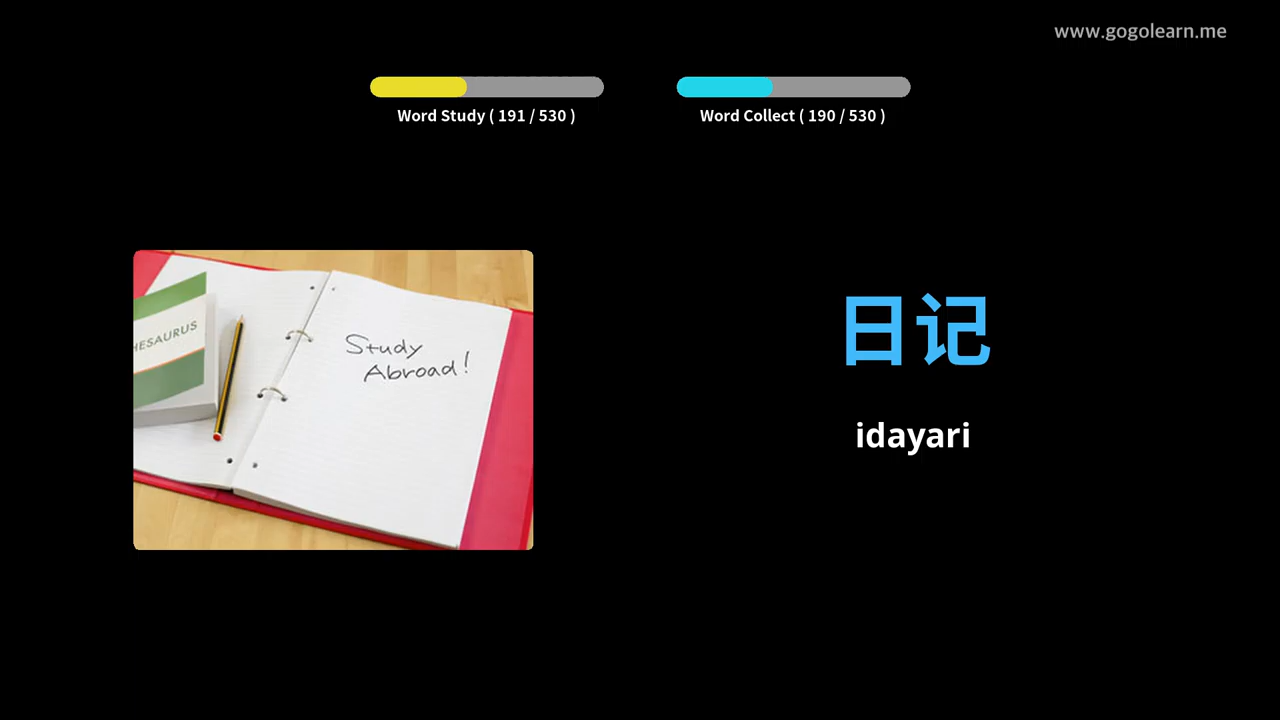 www.gogolearn.me
Word Study ( 191 / 530 )
Word Collect ( 190 / 530 )
HESAURUS
Study
Abroad!
日记
idayari